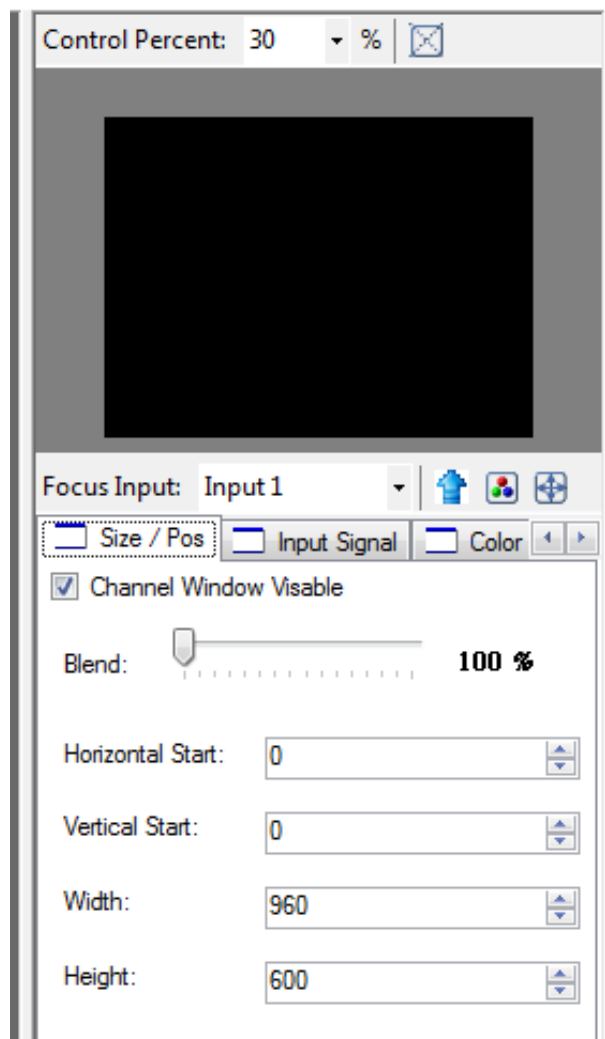 Control Percent: 30 %
Focus Input: Input 1
Size / Pos Input Signal Color
Channel Window Visable
Blend: 100 %
Horizontal Start: 0
Vertical Start: 0
Width: 960
Height: 600